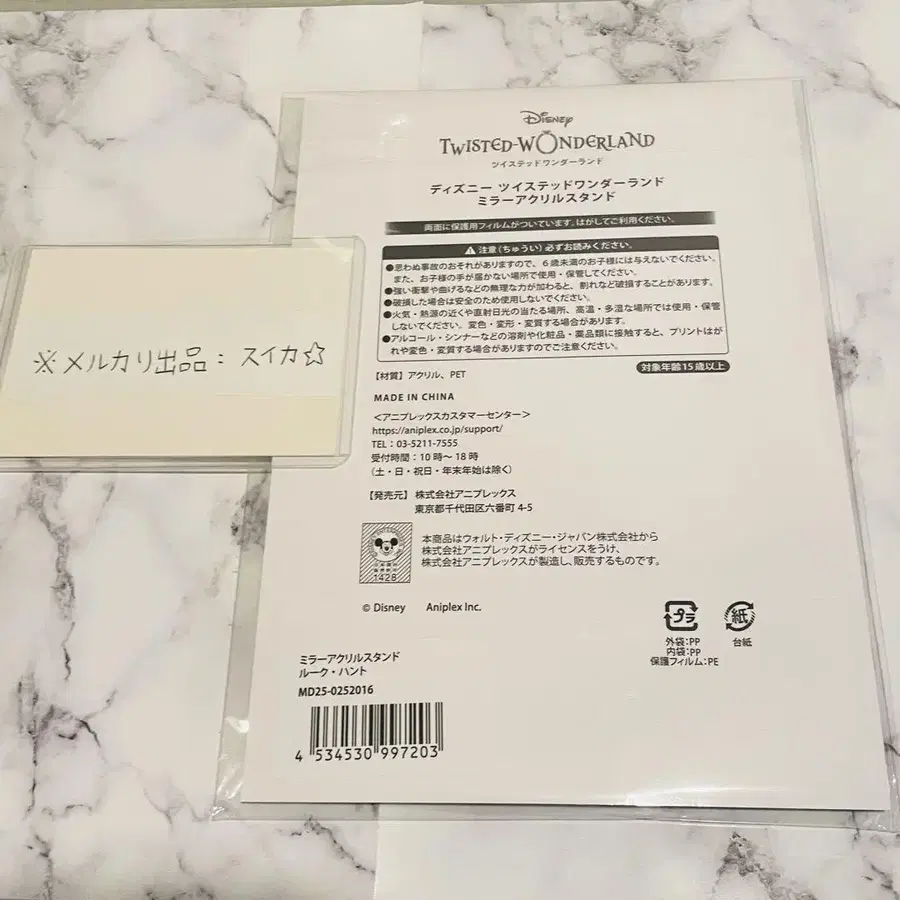 Disney
TWISTED-WONDERLAND
ツイステッドワンダーランド
ディズニー ツイステッドワンダーランド
ミラーアクリルスタンド
両面に保護用フィルムがついています。はがしてご利用ください。
⚠注意(ちゅうい)必ずお読みください。
●思わぬ事故のおそれがありますので、6歳未満のお子様には与えないでください。
また、お子様の手が届かない場所で使用・保管してください。
●強い衝撃や曲げるなどの無理な力が加わると、割れなど破損することがあります。
●破損した場合は安全のため使用しないでください。
●火気・熱源の近くや直射日光の当たる場所、高温・多湿な場所では使用・保管
しないでください。変色・変形・変質する場合があります。
●アルコール・シンナーなどの溶剤や化粧品・薬品類に接触すると、プリントはが
れや変色・変質する場合がありますのでご注意ください。
対象年齢15歳以上
【材質】アクリル、PET
MADE IN CHINA
<アニプレックスカスタマーセンター>
https://aniplex.co.jp/support/
TEL:03-5211-7555
受付時間:10時~18時
(土・日・祝日・年末年始は除く)
【発売元】株式会社アニプレックス
東京都千代田区六番町4-5
本商品はウォルト・ディズニー・ジャパン株式会社から
株式会社アニプレックスがライセンスをうけ、
株式会社アニプレックスが製造し、販売するものです。
1428
© Disney Aniplex Inc.
プラ
外袋:PP
内袋:PP
保護フィルム:PE
紙
台紙
ミラーアクリルスタンド
ルーク・ハント
MD25-0252016
4 534530 997203
※メルカリ出品:スイカ☆